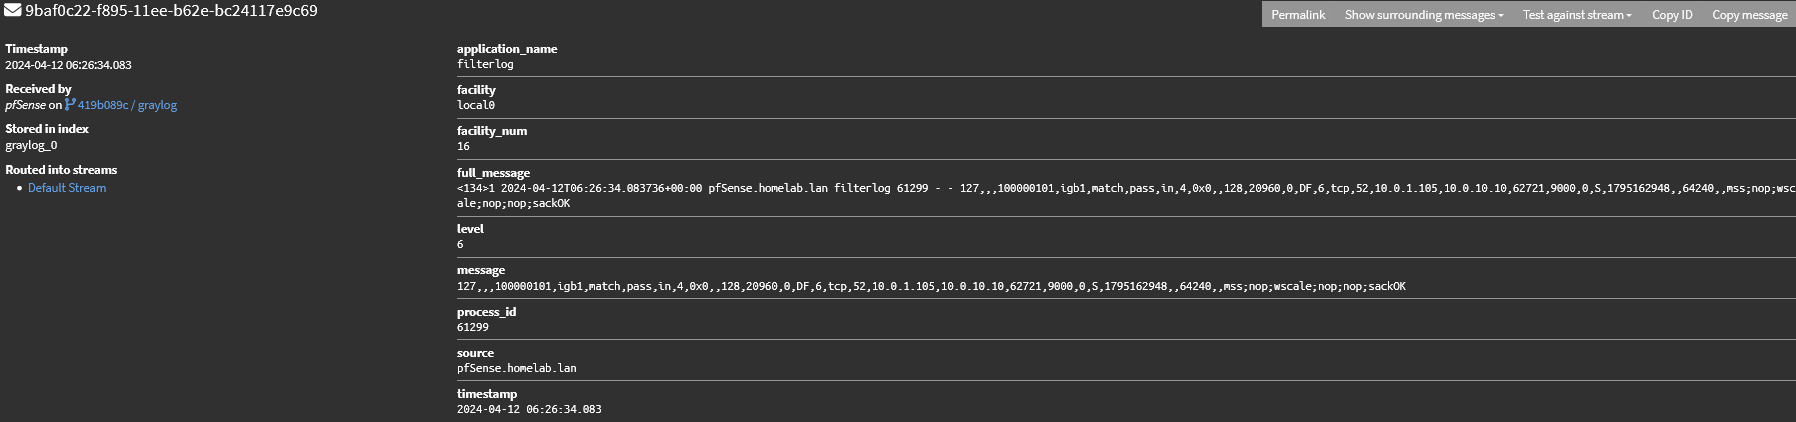 9baf0c22-f895-11ee-b62e-bc24117e9c69
Permalink Show surrounding messages Test against stream Copy ID Copy message
Timestamp
2024-04-12 06:26:34.083
Received by
pfSense on 419b089c / graylog
Stored in index
graylog_0
Routed into streams
• Default Stream
application_name
filterlog
facility
local0
facility_num
16
full_message
<134>1 2024-04-12T06:26:34.083736+00:00 pfSense.homelab.lan filterlog 61299 - - 127,,,100000101,igb1,match,pass,in,4,0x0,,128,20960,0,DF,6,tcp,52,10.0.1.105,10.0.10.10,62721,9000,0,S,1795162948,,64240,,mss;nop;wsc
ale;nop;nop;sackOK
level
6
message
127,,,100000101,igb1,match,pass,in,4,0x0,,128,20960,0,DF,6,tcp,52,10.0.1.105,10.0.10.10,62721,9000,0,S,1795162948,,64240,,mss;nop;wscale;nop;nop;sackOK
process_id
61299
source
pfSense.homelab.lan
timestamp
2024-04-12 06:26:34.083